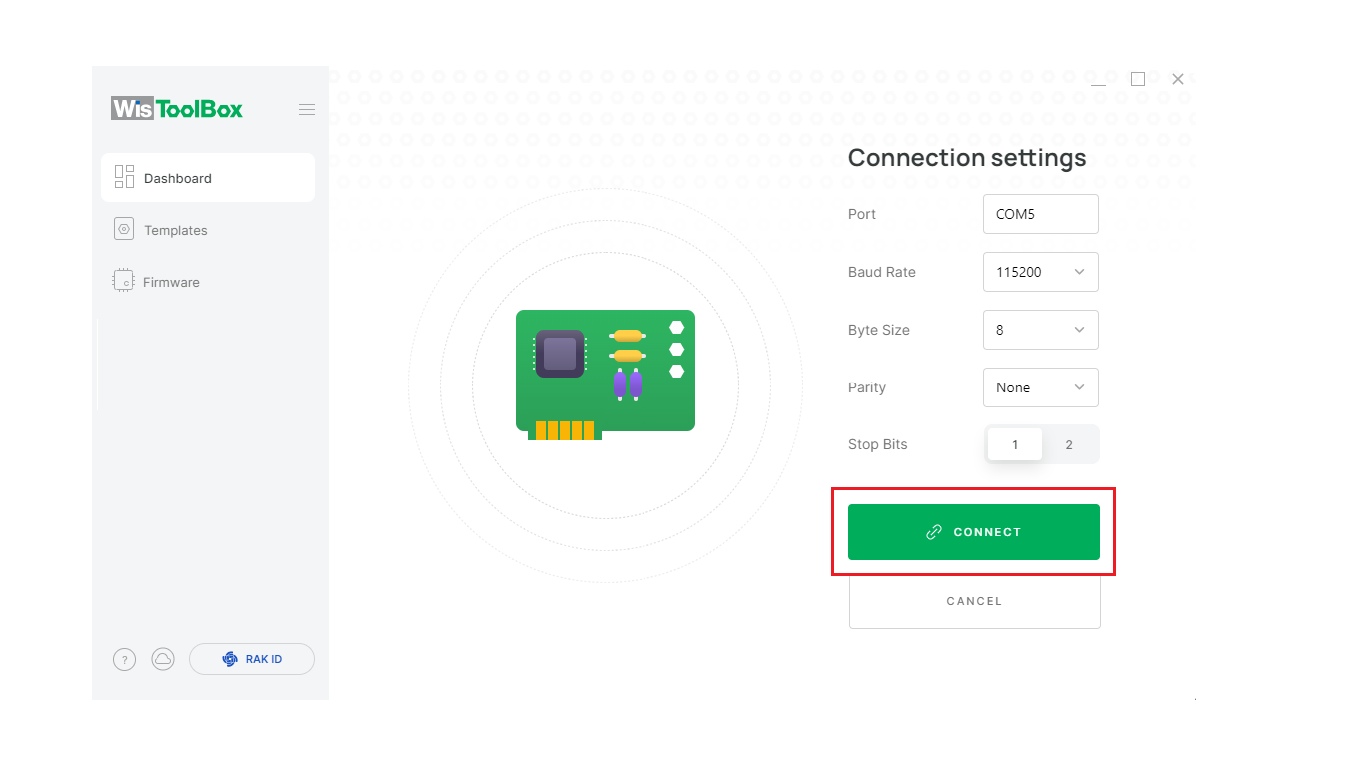 WisToolBox
Dashboard
Templates
Firmware
? 
RAK ID
Connection settings
Port COM5
Baud Rate 115200
Byte Size 8
Parity None
Stop Bits 1 2
CONNECT
CANCEL